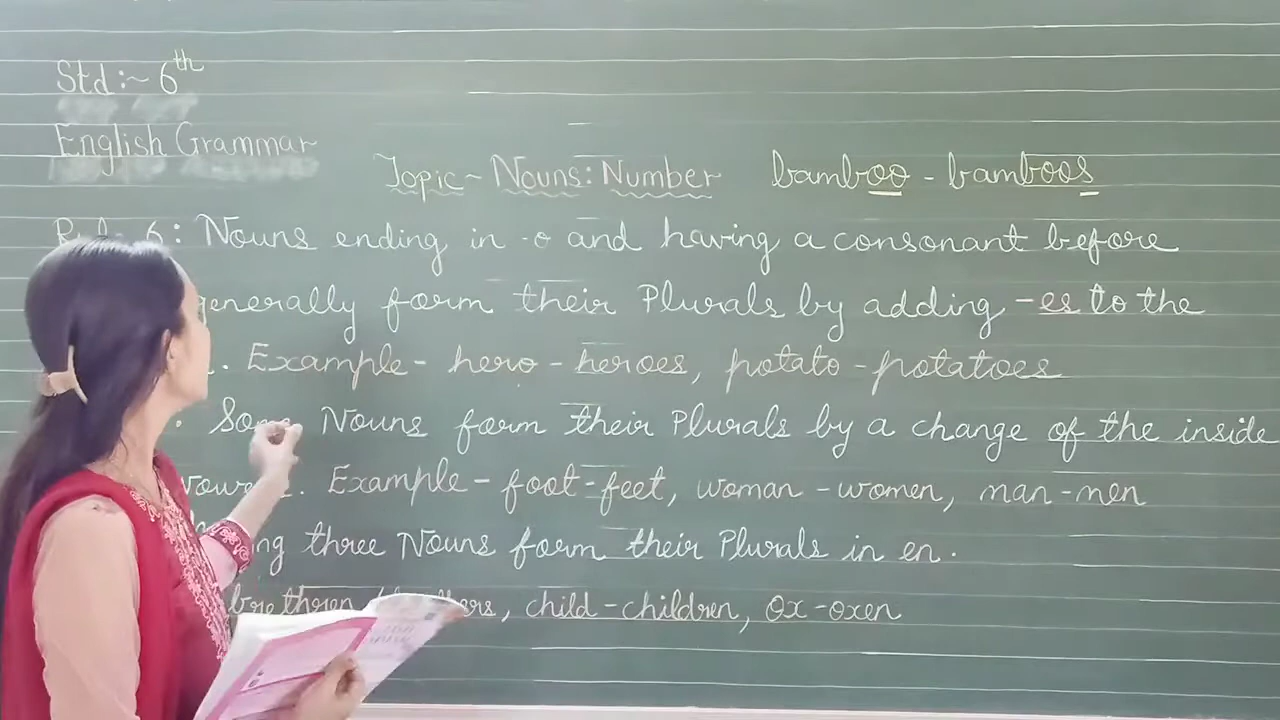 Std :~ 6th
English Grammar
Topic ~ Nouns: Number bamboo - bamboos
6: Nouns ending in -o and having a consonant before
generally form their Plurals by adding -es to the
. Example - hero - heroes, potato - potatoes
. Some Nouns form their Plurals by a change of the inside
vowel. Example - foot - feet, woman - women, man - men
three Nouns form their Plurals in en.
brethren, child - children, Ox - oxen